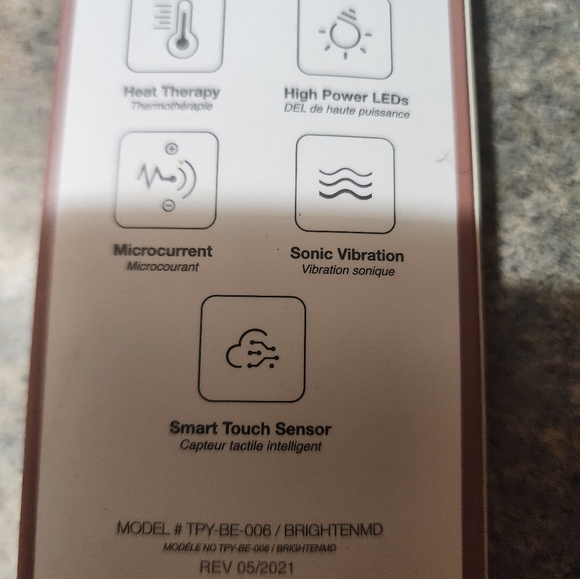 Heat Therapy
Thermothérapie
High Power LEDs
DEL de haute puissance
Microcurrent
Microcourant
Sonic Vibration
Vibration sonique
Smart Touch Sensor
Capteur tactile intelligent
MODEL # TPY-BE-006 / BRIGHTENMD
MODÈLE NO TPY-BE-006 / BRIGHTENMD
REV 05/2021